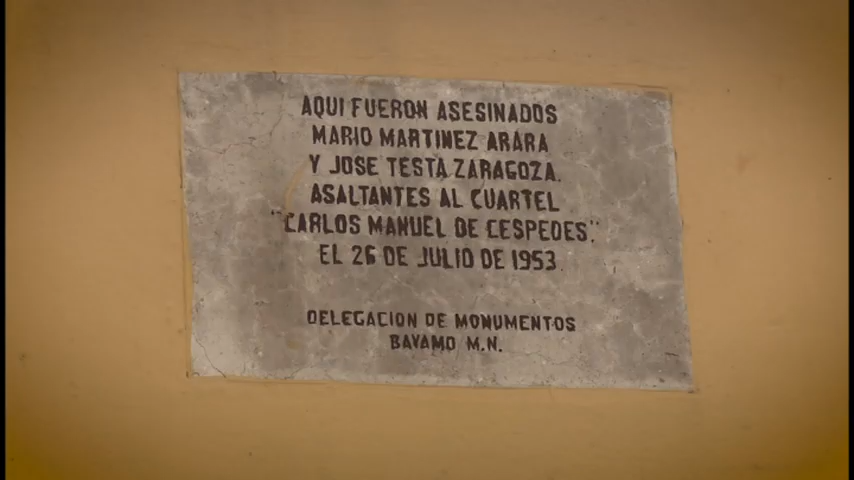 AQUI FUERON ASESINADOS
MARIO MARTINEZ ARARA
Y JOSE TESTA ZARAGOZA.
ASALTANTES AL CUARTEL
"CARLOS MANUEL DE CESPEDES".
EL 26 DE JULIO DE 1953.
DELEGACION DE MONUMENTOS
BAYAMO M.N.